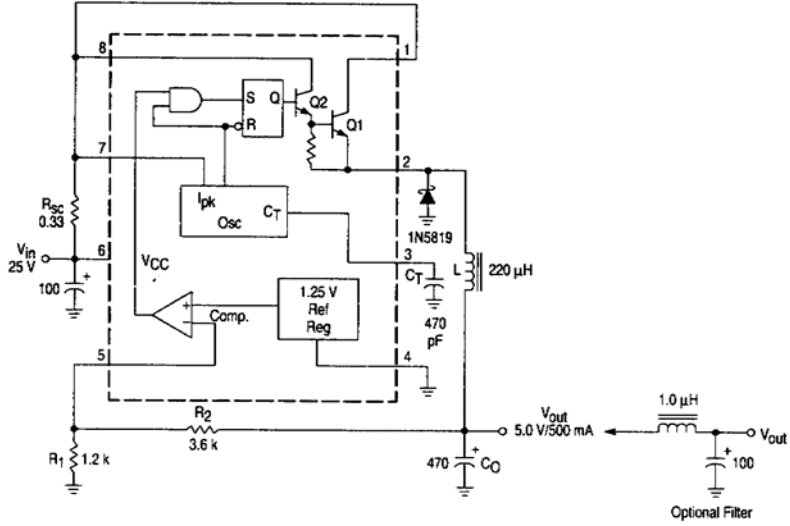 8
1
S Q
Q2
R
Q1
7
2
Ipk
Osc
CT
Rsc
0.33
1N5819
Vin
25 V
6
3
VCC
CT
L
220 µH
100
+
470
pF
+
−
Comp.
1.25 V
Ref
Reg
5
4
R2
3.6 k
R1
1.2 k
Vout
5.0 V/500 mA
1.0 µH
Vout
470
+
CO
+
100
Optional Filter